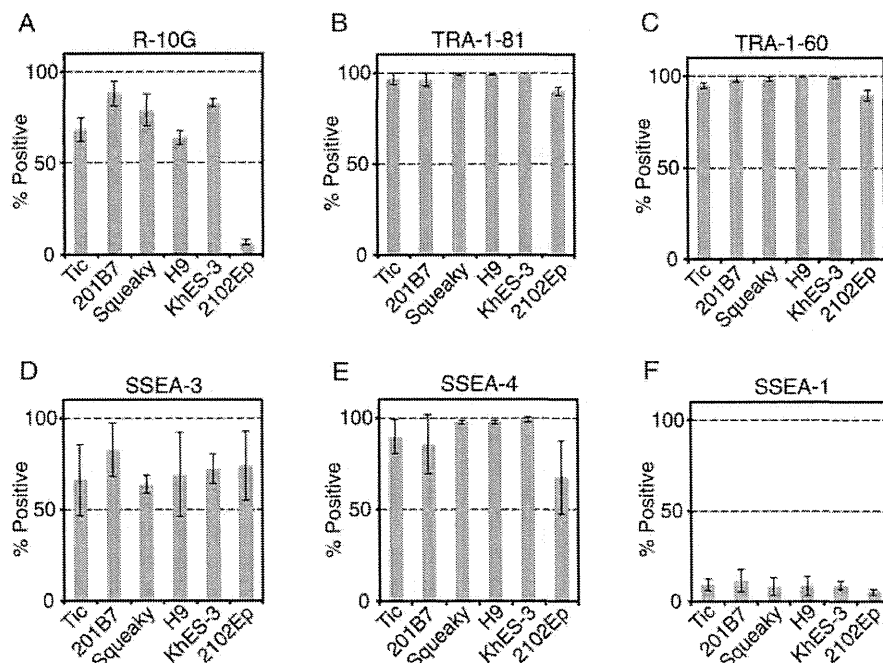 A
R-10G
% Positive
100
50
0
Tic
201B7
Squeaky
H9
KhES-3
2102Ep
B
TRA-1-81
% Positive
100
50
0
Tic
201B7
Squeaky
H9
KhES-3
2102Ep
C
TRA-1-60
% Positive
100
50
0
Tic
201B7
Squeaky
H9
KhES-3
2102Ep
D
SSEA-3
% Positive
100
50
0
Tic
201B7
Squeaky
H9
KhES-3
2102Ep
E
SSEA-4
% Positive
100
50
0
Tic
201B7
Squeaky
H9
KhES-3
2102Ep
F
SSEA-1
% Positive
100
50
0
Tic
201B7
Squeaky
H9
KhES-3
2102Ep